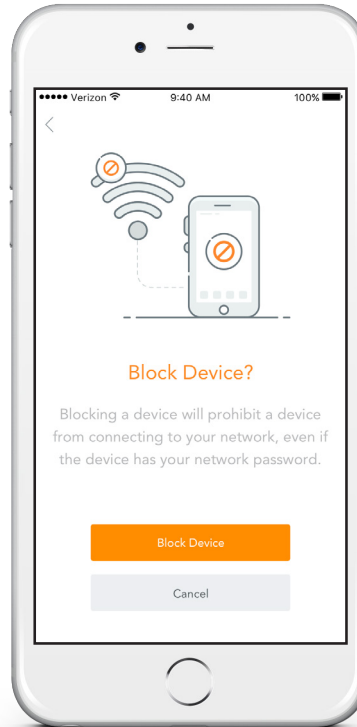 ●●●●● Verizon 9:40 AM 100%
Block Device?
Blocking a device will prohibit a device
from connecting to your network, even if
the device has your network password.
Block Device
Cancel